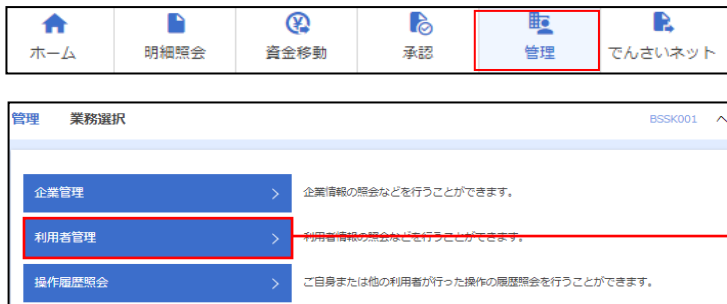 ホーム 明細照会 資金移動 承認 管理 でんさいネット
管理 業務選択 BSSK001
企業管理 企業情報の照会などを行うことができます。
利用者管理 利用者情報の照会などを行うことができます。
操作履歴照会 ご自身または他の利用者が行った操作の履歴照会を行うことができます。